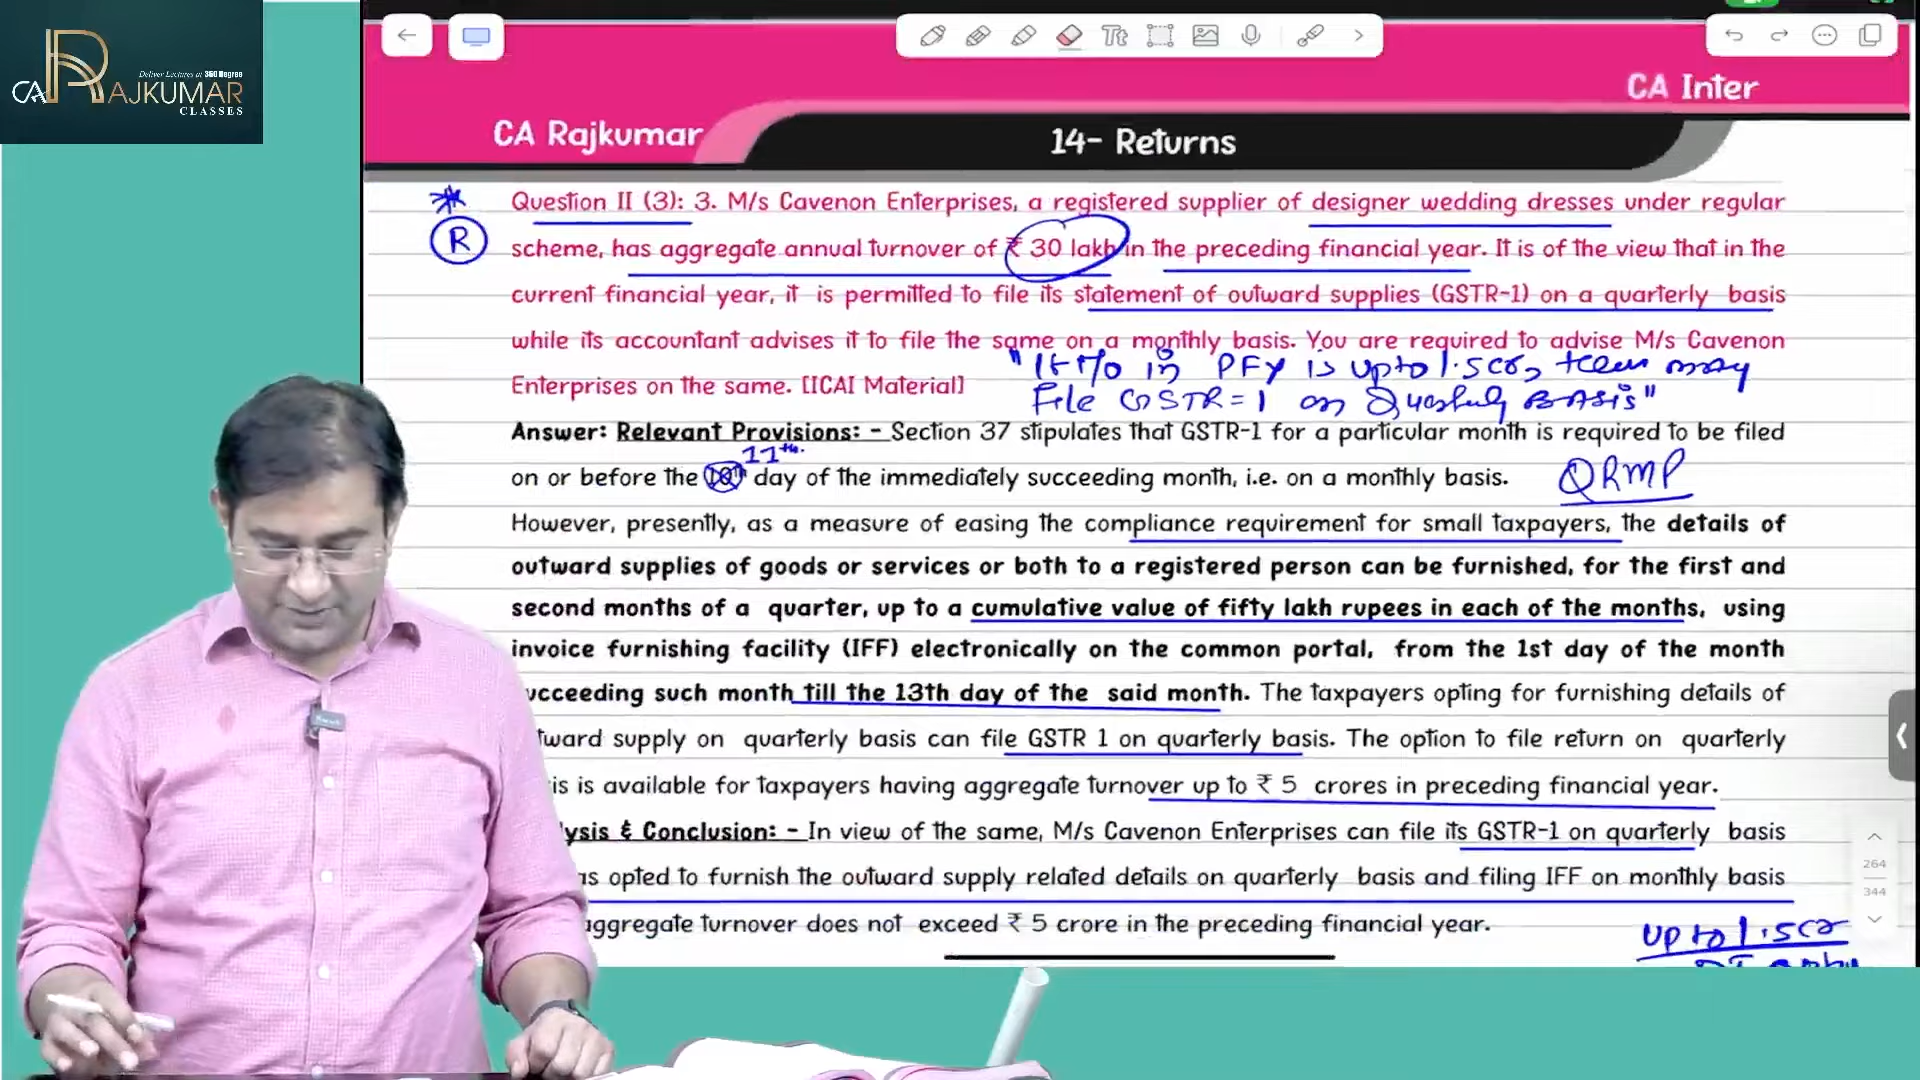 Deliver Lectures at 360 Degree
CA RAJKUMAR
CLASSES
CA Inter
CA Rajkumar
14- Returns
Question II (3): 3. M/s Cavenon Enterprises, a registered supplier of designer wedding dresses under regular
R
scheme, has aggregate annual turnover of ₹ 30 lakh in the preceding financial year. It is of the view that in the
current financial year, it is permitted to file its statement of outward supplies (GSTR-1) on a quarterly basis
while its accountant advises it to file the same on a monthly basis. You are required to advise M/s Cavenon
"If T/o in PFY is upto 1.5cr, then may
Enterprises on the same. [ICAI Material]
File GSTR=1 on Quarterly BASIS"
Answer: Relevant Provisions: - Section 37 stipulates that GSTR-1 for a particular month is required to be filed
11th.
on or before the 10th day of the immediately succeeding month, i.e. on a monthly basis.
QRMP
However, presently, as a measure of easing the compliance requirement for small taxpayers, the details of
outward supplies of goods or services or both to a registered person can be furnished, for the first and
second months of a quarter, up to a cumulative value of fifty lakh rupees in each of the months, using
invoice furnishing facility (IFF) electronically on the common portal, from the 1st day of the month
ucceeding such month till the 13th day of the said month. The taxpayers opting for furnishing details of
tward supply on quarterly basis can file GSTR 1 on quarterly basis. The option to file return on quarterly
is is available for taxpayers having aggregate turnover up to ₹ 5 crores in preceding financial year.
lysis & Conclusion: - In view of the same, M/s Cavenon Enterprises can file its GSTR-1 on quarterly basis
as opted to furnish the outward supply related details on quarterly basis and filing IFF on monthly basis
aggregate turnover does not exceed ₹ 5 crore in the preceding financial year.
264
344
upto 1.5cr